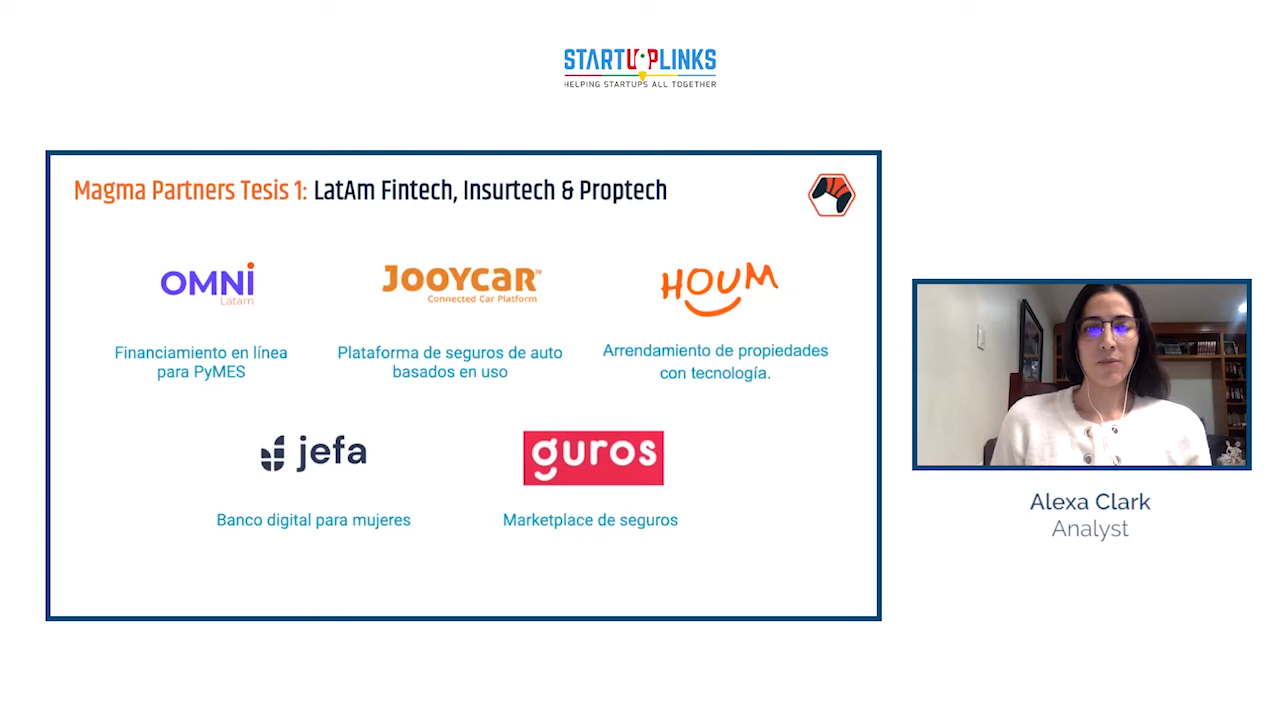 STARTUPLINKS
HELPING STARTUPS ALL TOGETHER
Magma Partners Tesis 1: LatAm Fintech, Insurtech & Proptech
OMNi
Latam
JOOYCAR™
Connected Car Platform
HOUM
Financiamiento en línea
para PyMES
Plataforma de seguros de auto
basados en uso
Arrendamiento de propiedades
con tecnología.
jefa
guros
Banco digital para mujeres
Marketplace de seguros
Alexa Clark
Analyst